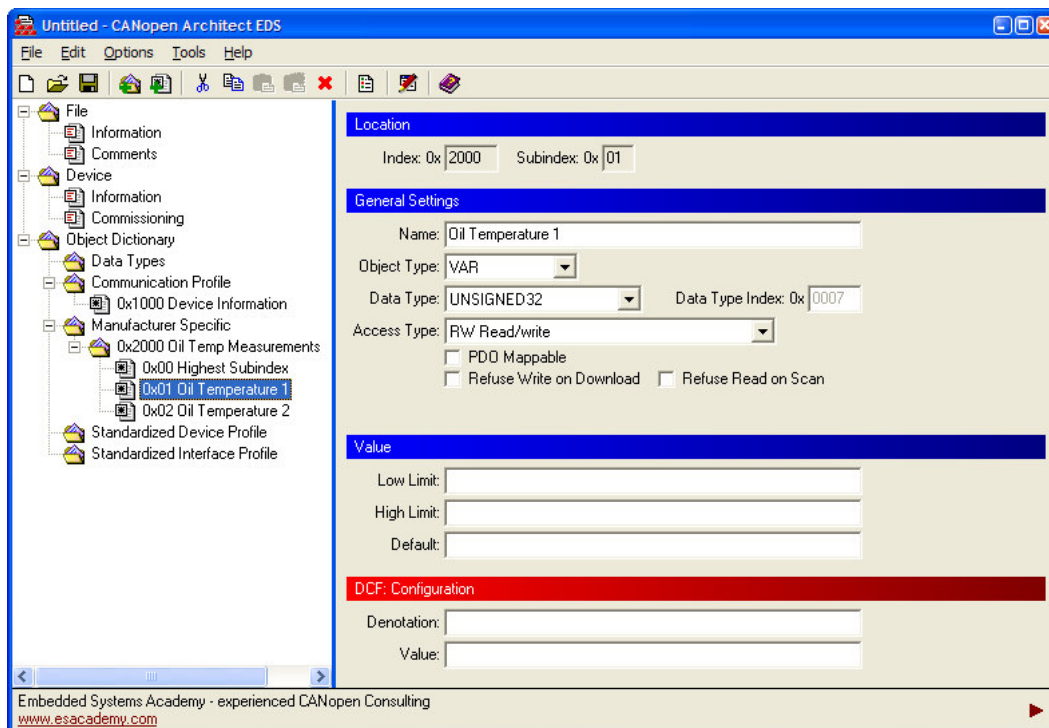 Untitled - CANopen Architect EDS
File Edit Options Tools Help
File
Information
Comments
Device
Information
Commissioning
Object Dictionary
Data Types
Communication Profile
0x1000 Device Information
Manufacturer Specific
0x2000 Oil Temp Measurements
0x00 Highest Subindex
0x01 Oil Temperature 1
0x02 Oil Temperature 2
Standardized Device Profile
Standardized Interface Profile
Location
Index: 0x 2000 Subindex: 0x 01
General Settings
Name: Oil Temperature 1
Object Type: VAR
Data Type: UNSIGNED32 Data Type Index: 0x 0007
Access Type: RW Read/write
PDO Mappable
Refuse Write on Download Refuse Read on Scan
Value
Low Limit:
High Limit:
Default:
DCF: Configuration
Denotation:
Value:
Embedded Systems Academy - experienced CANopen Consulting
www.esacademy.com